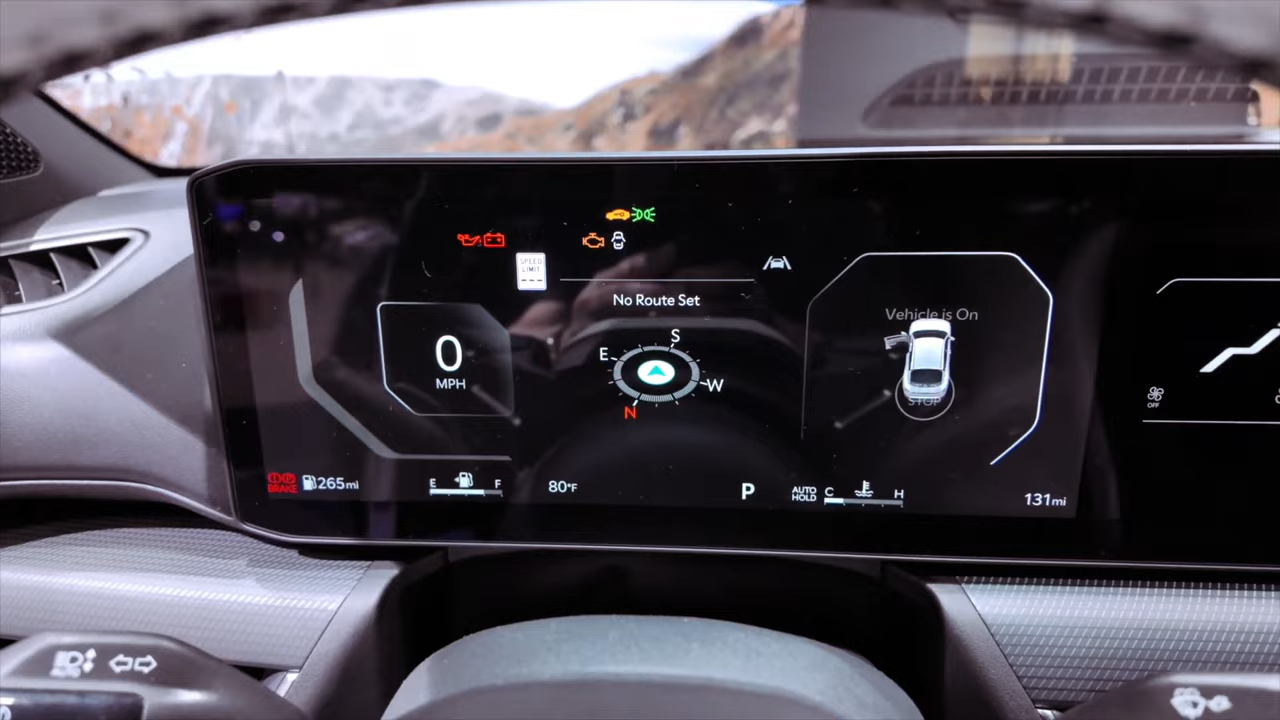 SPEED
LIMIT
No Route Set
Vehicle is On
S
E
0
W
MPH
N
STOP
OFF
BRAKE
265mi
E
F
80°F
P
AUTO
HOLD
C
H
131mi